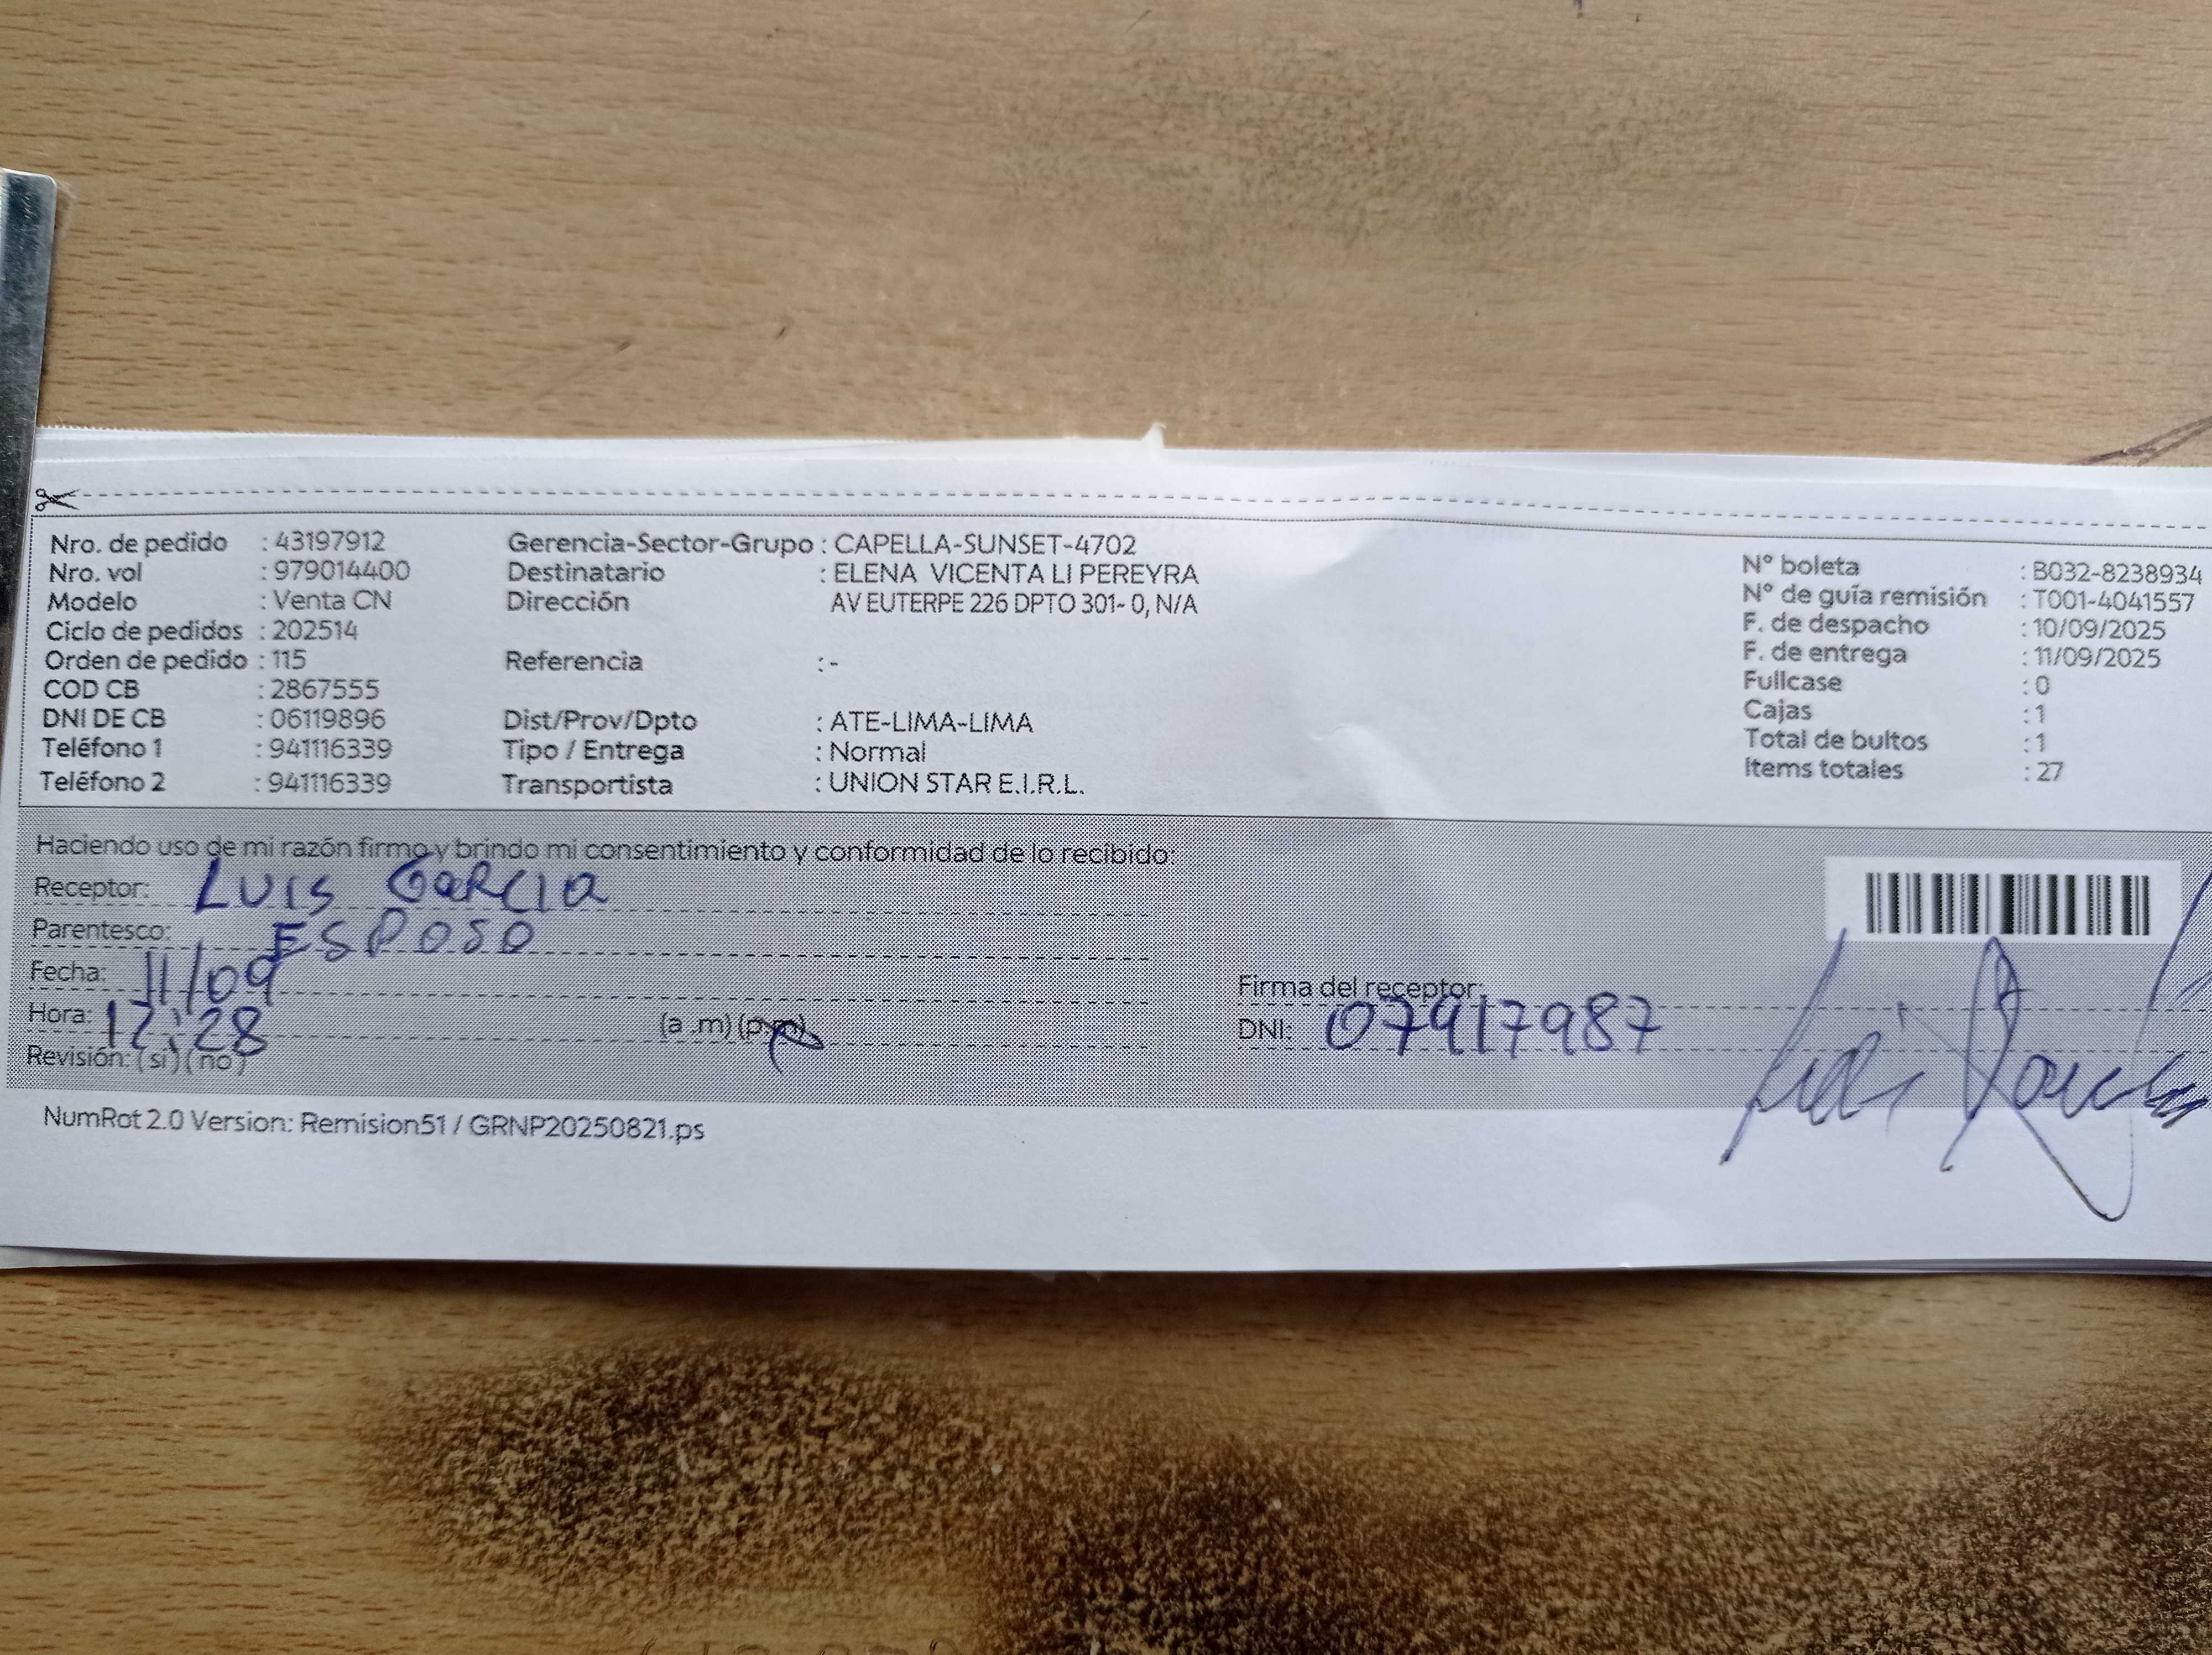 Nro. de pedido : 43197912 Gerencia-Sector-Grupo : CAPELLA-SUNSET-4702
Nro. vol : 979014400 Destinatario : ELENA VICENTA LI PEREYRA N° boleta : B032-8238934
Modelo : Venta CN Dirección AV EUTERPE 226 DPTO 301- 0, N/A N° de guía remisión : T001-4041557
Ciclo de pedidos : 202514 F. de despacho : 10/09/2025
Orden de pedido : 115 Referencia : - F. de entrega : 11/09/2025
COD CB : 2867555 Fullcase : 0
DNI DE CB : 06119896 Dist/Prov/Dpto : ATE-LIMA-LIMA Cajas : 1
Teléfono 1 : 941116339 Tipo / Entrega : Normal Total de bultos : 1
Teléfono 2 : 941116339 Transportista : UNION STAR E.I.R.L. Items totales : 27
Haciendo uso de mi razón firmo y brindo mi consentimiento y conformidad de lo recibido:
Receptor: LUIS GARCIA
Parentesco: ESPOSO
Fecha: 11/09 Firma del receptor:
Hora: 12:28 (a .m) (p.m) DNI: 07917987
Revisión: ( si ) ( no )
NumRot 2.0 Version: Remision51 / GRNP20250821.ps